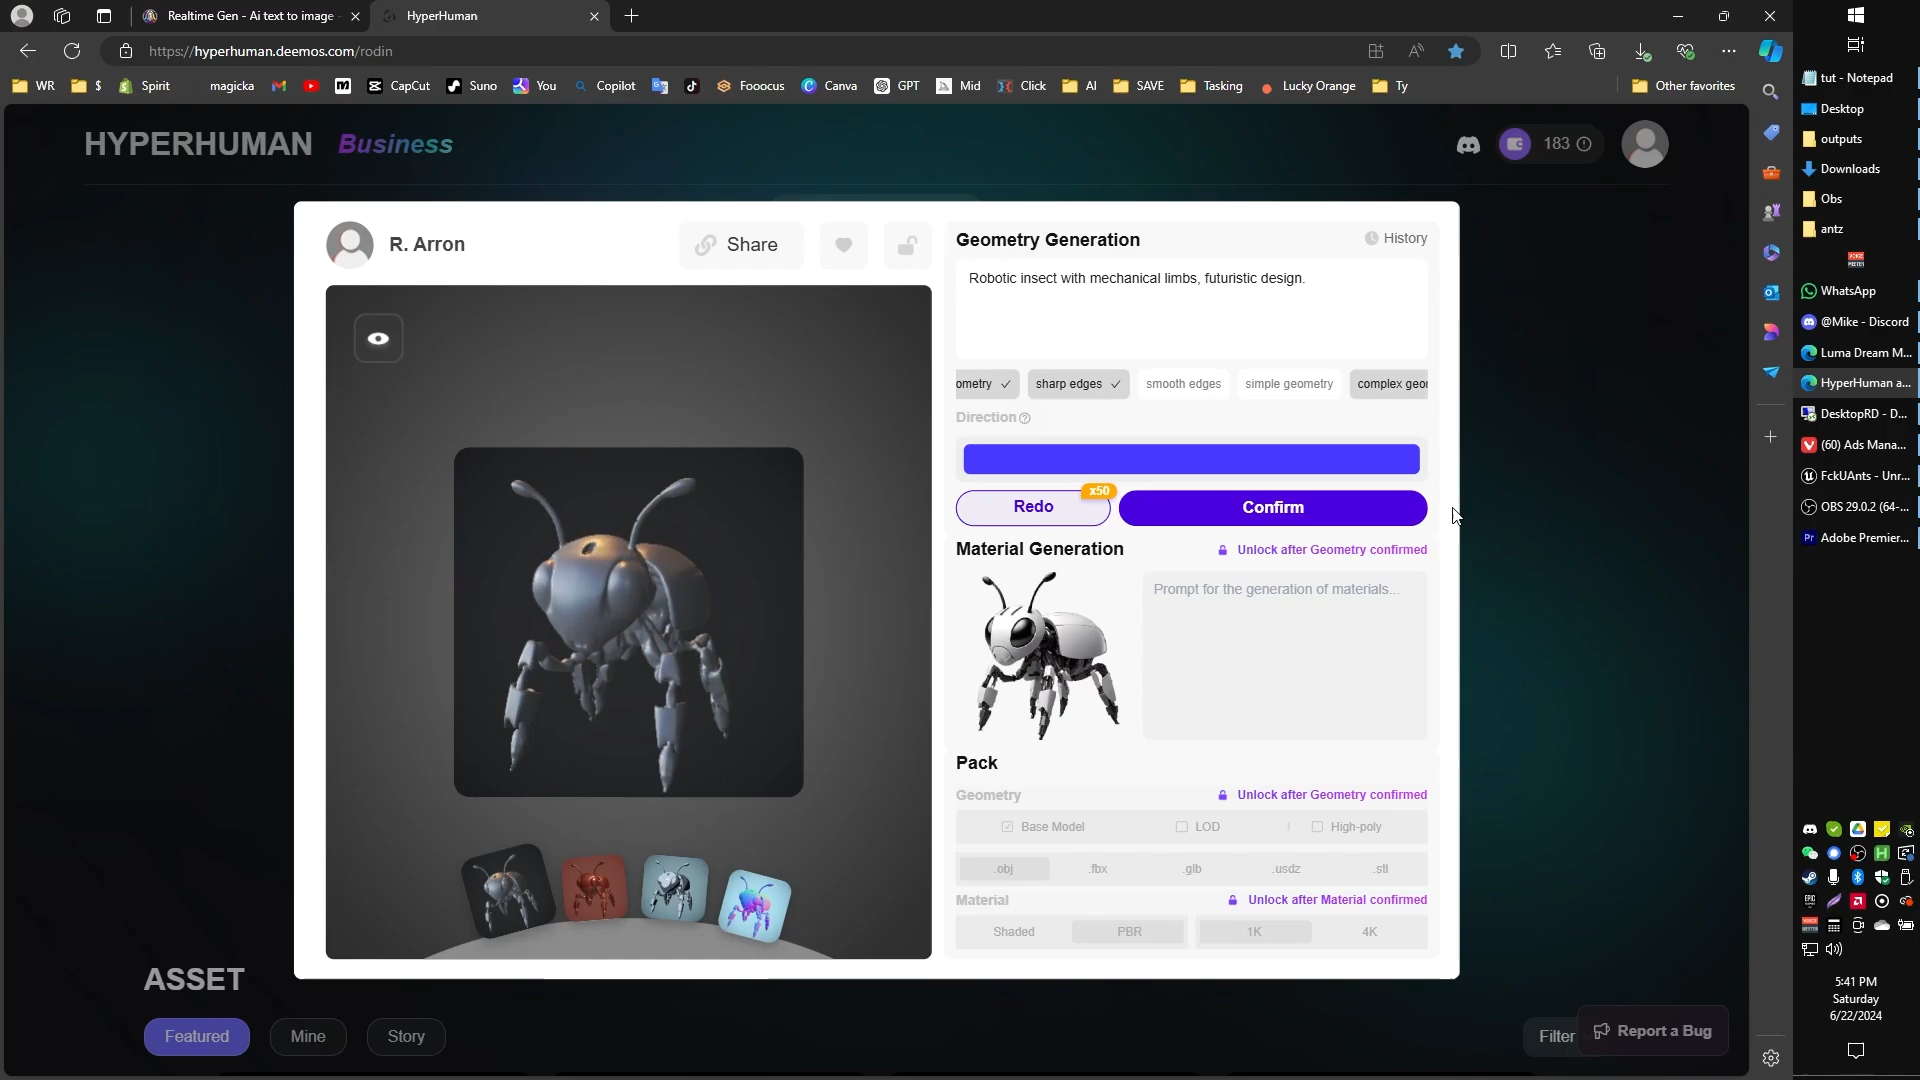 Realtime Gen - Ai text to image
HyperHuman
https://hyperhuman.deemos.com/rodin
WR
$
Spirit
magicka
CapCut
Suno
You
Copilot
Fooocus
Canva
GPT
Mid
Click
AI
SAVE
Tasking
Lucky Orange
Ty
Other favorites
HYPERHUMAN
Business
183
R. Arron
Share
Geometry Generation
History
Robotic insect with mechanical limbs, futuristic design.
ometry
sharp edges
smooth edges
simple geometry
complex geor
Direction
x50
Redo
Confirm
Material Generation
Unlock after Geometry confirmed
Prompt for the generation of materials...
Pack
Geometry
Unlock after Geometry confirmed
Base Model
LOD
High-poly
.obj
.fbx
.glb
.usdz
.stl
Material
Unlock after Material confirmed
Shaded
PBR
1K
4K
ASSET
Featured
Mine
Story
Filter
Report a Bug
tut - Notepad
Desktop
outputs
Downloads
Obs
antz
WhatsApp
@Mike - Discord
Luma Dream M...
HyperHuman a...
DesktopRD - D...
(60) Ads Mana...
FckUAnts - Unr...
OBS 29.0.2 (64-...
Adobe Premier...
5:41 PM
Saturday
6/22/2024